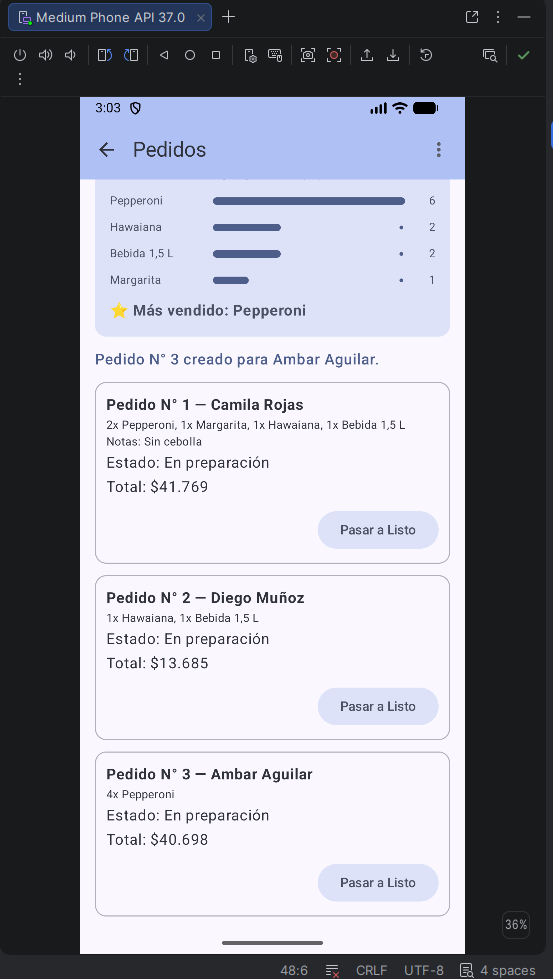 Medium Phone API 37.0
3:03
Pedidos
Pepperoni 6
Hawaiana 2
Bebida 1,5 L 2
Margarita 1
⭐ Más vendido: Pepperoni
Pedido N° 3 creado para Ambar Aguilar.
Pedido N° 1 — Camila Rojas
2x Pepperoni, 1x Margarita, 1x Hawaiana, 1x Bebida 1,5 L
Notas: Sin cebolla
Estado: En preparación
Total: $41.769
Pasar a Listo
Pedido N° 2 — Diego Muñoz
1x Hawaiana, 1x Bebida 1,5 L
Estado: En preparación
Total: $13.685
Pasar a Listo
Pedido N° 3 — Ambar Aguilar
4x Pepperoni
Estado: En preparación
Total: $40.698
Pasar a Listo
36%
48:6 CRLF UTF-8 4 spaces